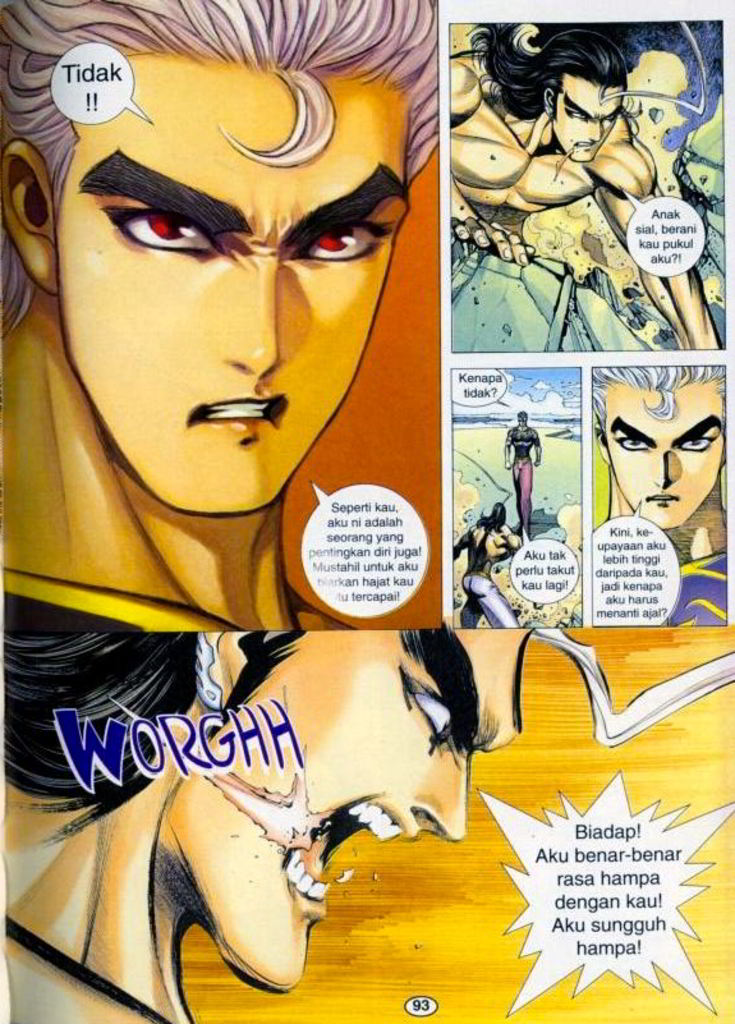 Tidak
!!
Seperti kau,
aku ni adalah
seorang yang
pentingkan diri juga!
Mustahil untuk aku
kau
tercapai!
Anak
sial, berani
kau pukul
aku?!
Kenapa
tidak?
Aku tak
perlu takut
kau lagi!
Kini, ke-
upayaan aku
lebih tinggi
daripada kau,
jadi kenapa
aku harus
menanti ajal?
WORGHH
Biadap!
Aku benar-benar
rasa hampa
dengan kau!
Aku sungguh
hampa!
93